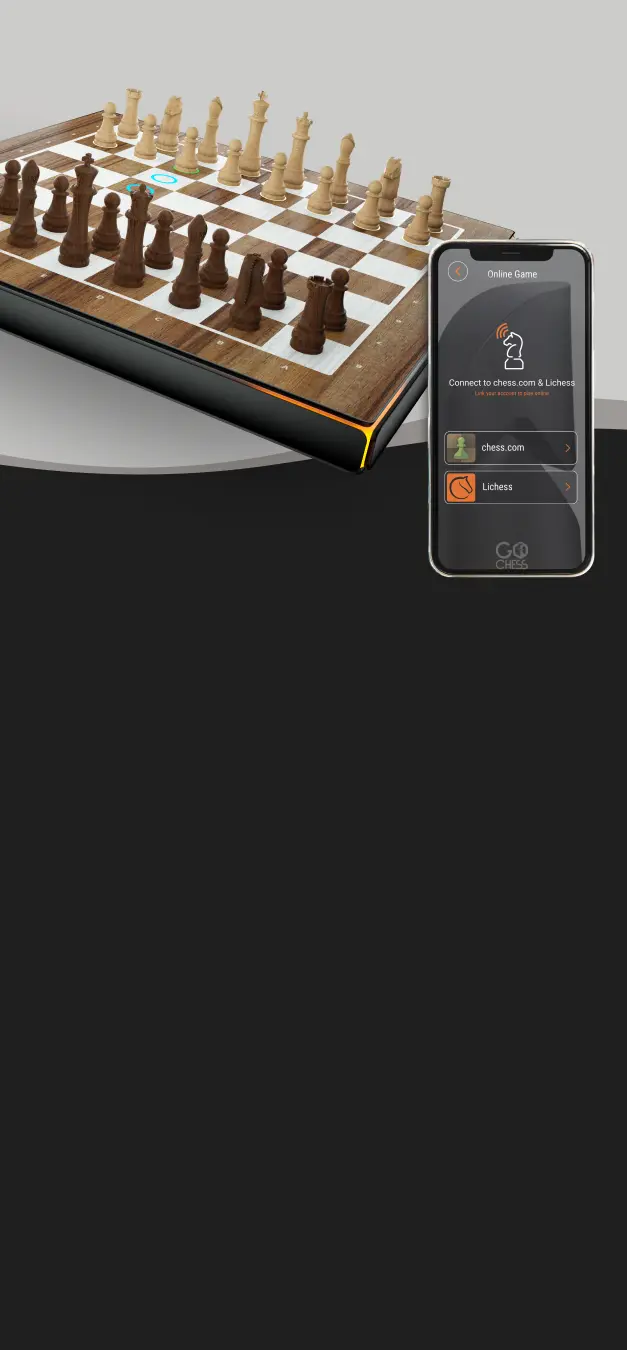 Online Game
Connect to chess.com & Lichess
Link your account to play online
chess.com
Lichess
GO
CHESS
D
C
B
A